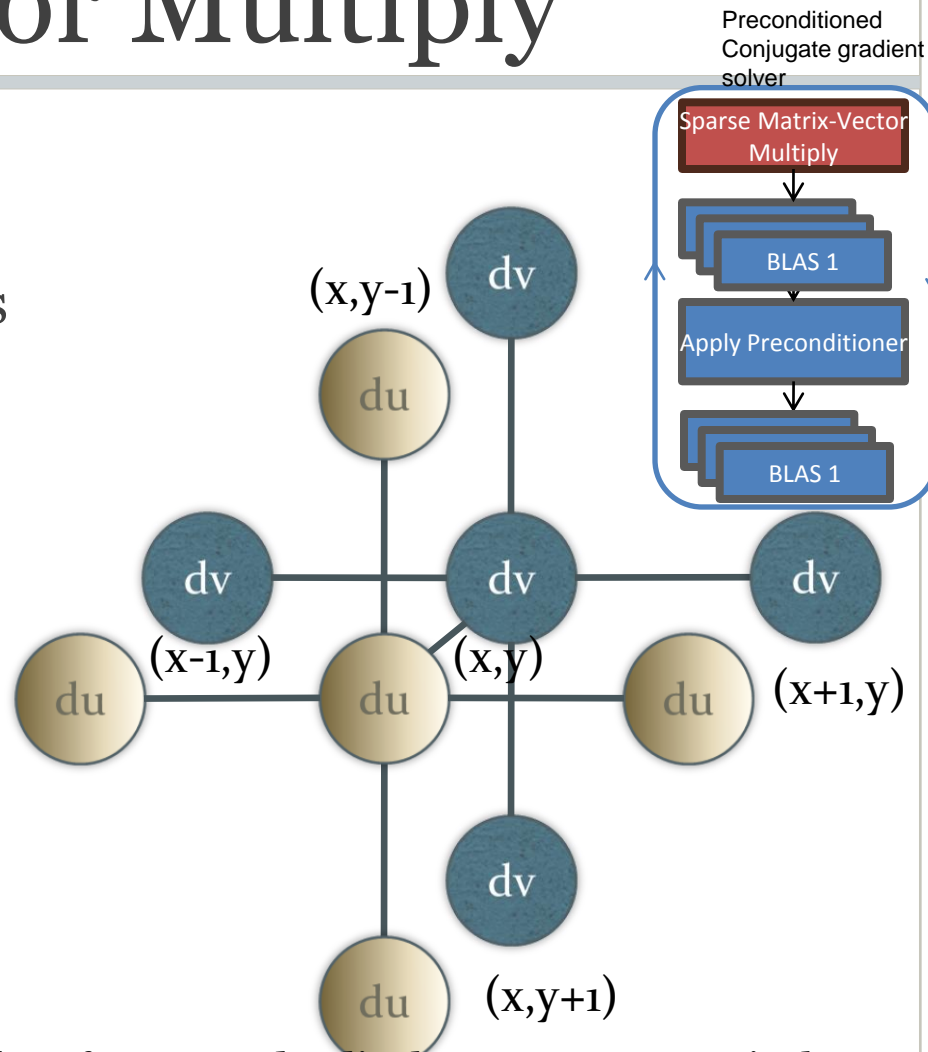 or Multiply
Preconditioned
Conjugate gradient
solver
Sparse Matrix-Vector
Multiply
BLAS 1
Apply Preconditioner
BLAS 1
s
dv
(x,y-1)
du
dv
dv
dv
(x-1,y)
(x,y)
du
du
du
(x+1,y)
dv
du
(x,y+1)